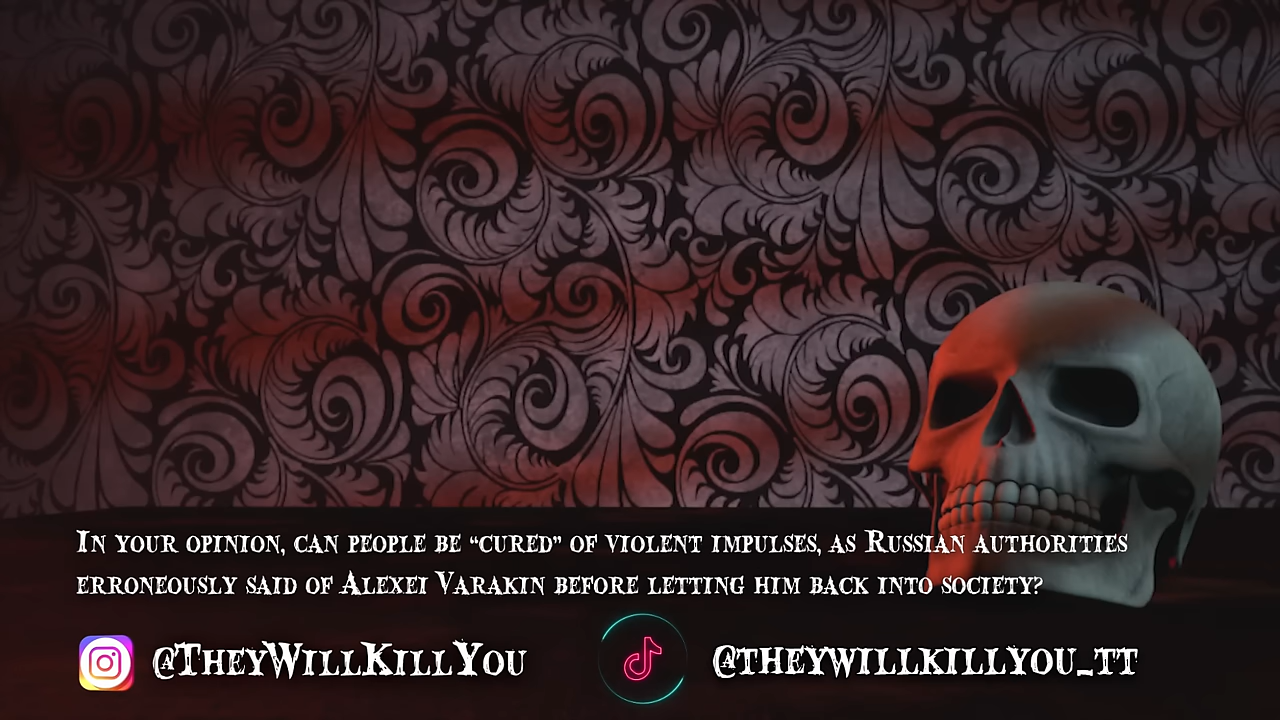 In your opinion, can people be “cured” of violent impulses, as Russian authorities
erroneously said of Alexei Varakin before letting him back into society?
@TheyWillKillYou
@theywillkillyou_tt